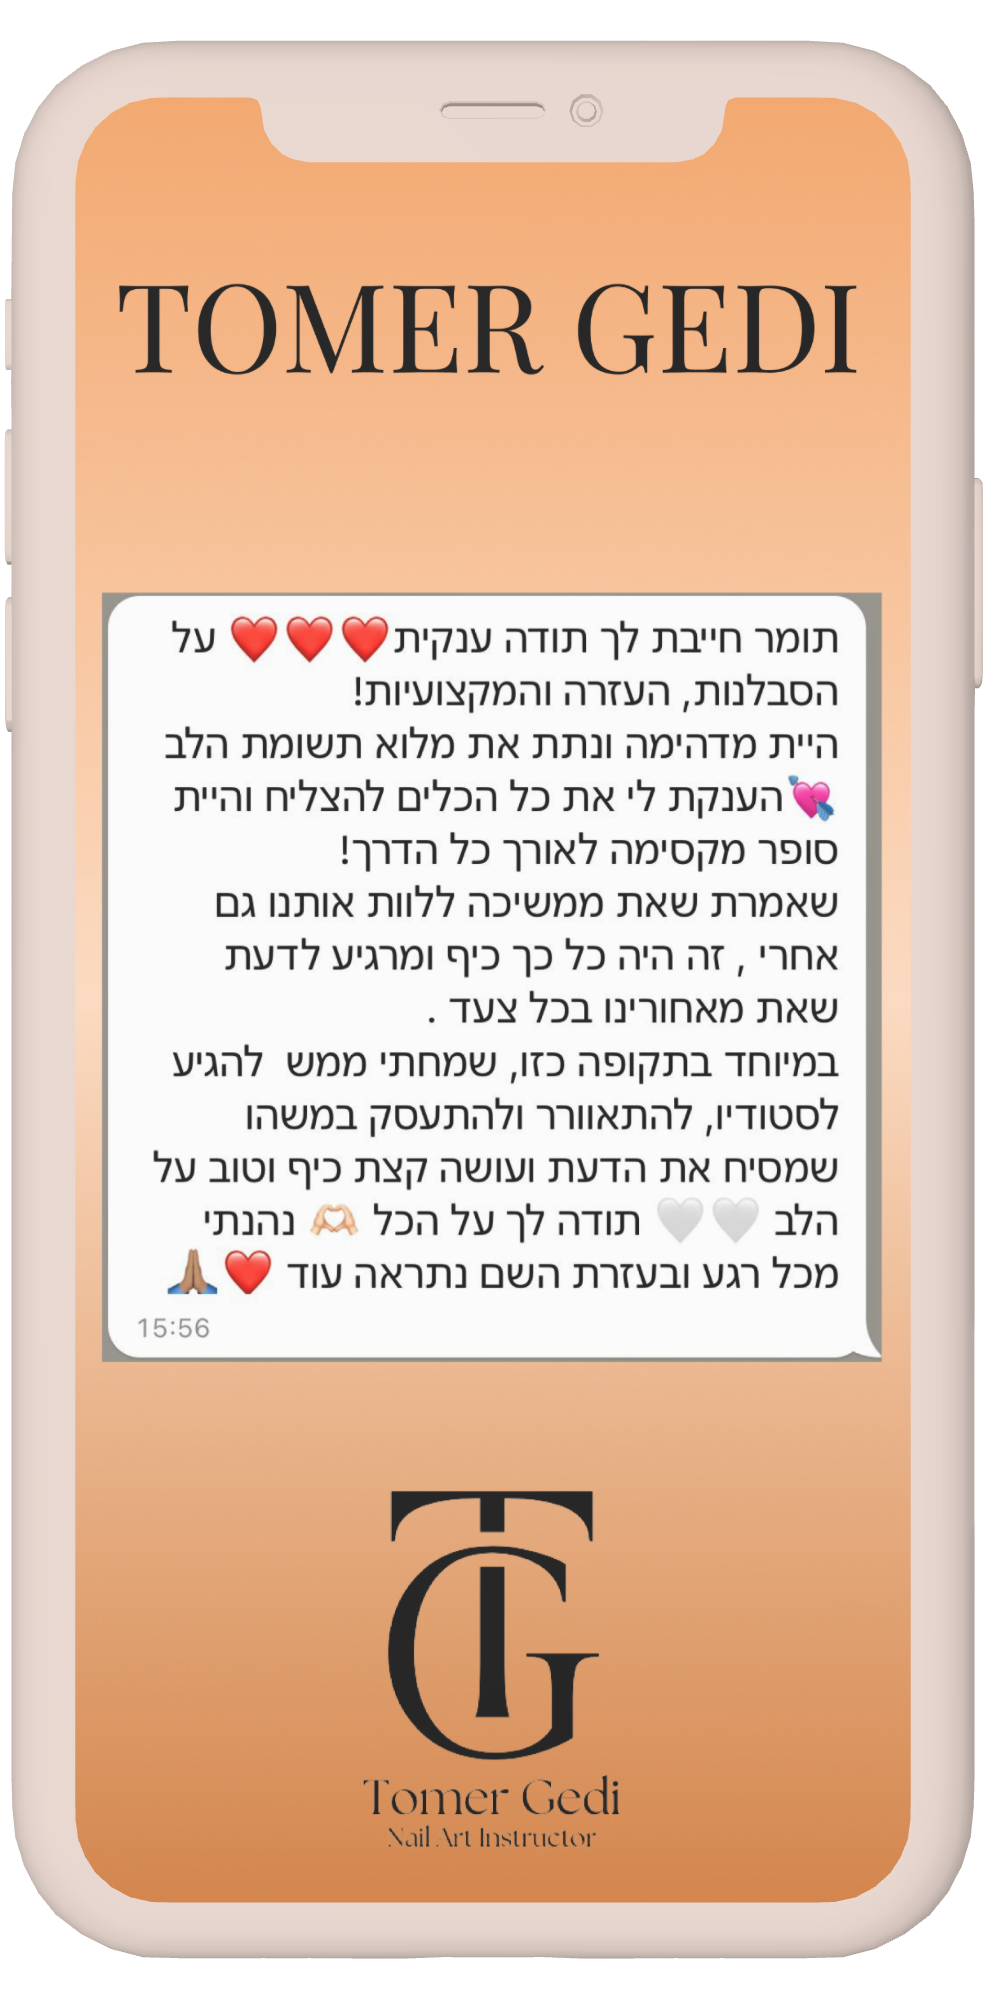 TOMER GEDI
תומר חייבת לך תודה ענקית❤️❤️❤️ על
הסבלנות, העזרה והמקצועיות!
היית מדהימה ונתת את מלוא תשומת הלב
💘הענקת לי את כל הכלים להצליח והיית
סופר מקסימה לאורך כל הדרך!
שאמרת שאת ממשיכה ללוות אותנו גם
אחרי , זה היה כל כך כיף ומרגיע לדעת
שאת מאחורינו בכל צעד .
במיוחד בתקופה כזו, שמחתי ממש  להגיע
לסטודיו, להתאוורר ולהתעסק במשהו
שמסיח את הדעת ועושה קצת כיף וטוב על
הלב 🤍🤍 תודה לך על הכל 🫶🏻 נהנתי
מכל רגע ובעזרת השם נתראה עוד ❤️🙏🏽
15:56
TG
Tomer Gedi
Nail Art Instructor